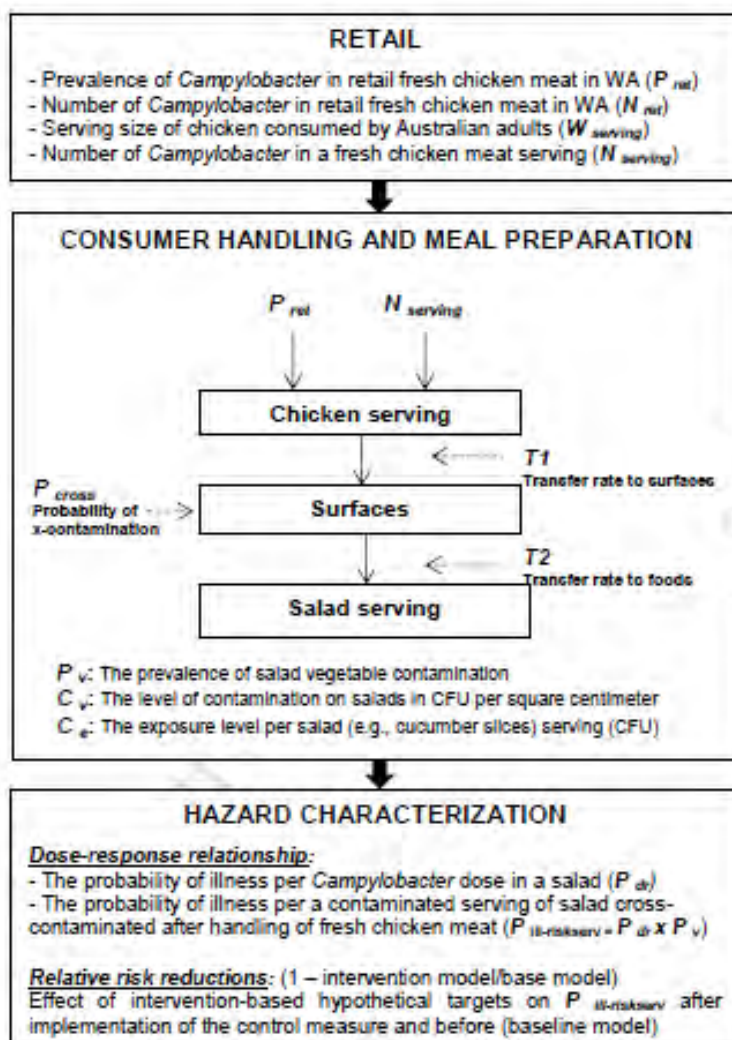 RETAIL
- Prevalence of Campylobacter in retail fresh chicken meat in WA (P ret)
- Number of Campylobacter in retail fresh chicken meat in WA (N ret)
- Serving size of chicken consumed by Australian adults (W serving)
- Number of Campylobacter in a fresh chicken meat serving (N serving)
CONSUMER HANDLING AND MEAL PREPARATION
P ret N serving
Chicken serving
T1
Transfer rate to surfaces
P cross
Probability of
x-contamination
Surfaces
T2
Transfer rate to foods
Salad serving
P v: The prevalence of salad vegetable contamination
C v: The level of contamination on salads in CFU per square centimeter
C e: The exposure level per salad (e.g., cucumber slices) serving (CFU)
HAZARD CHARACTERIZATION
Dose-response relationship:
- The probability of illness per Campylobacter dose in a salad (P dr)
- The probability of illness per a contaminated serving of salad cross-
contaminated after handling of fresh chicken meat (P ill-riskserv = P dr x P v)
Relative risk reductions: (1 – intervention model/base model)
Effect of intervention-based hypothetical targets on P ill-riskserv after
implementation of the control measure and before (baseline model)